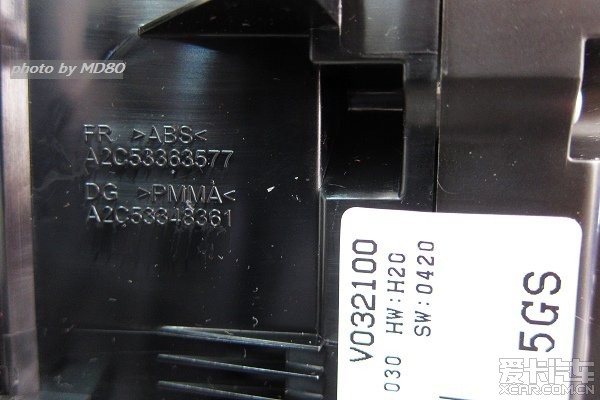 photo by MD80
FR >ABS<
A2C53363577
DG >PMMA<
A2C53348361
V032100
030 HW:H20
SW:0420
5GS
爱卡汽车
XCAR.COM.CN